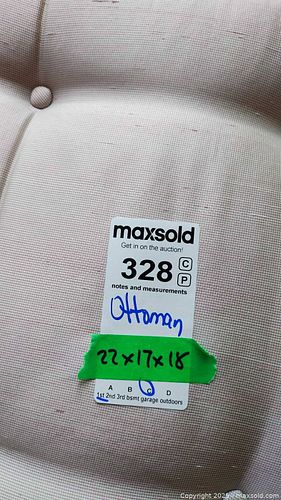 maxsold
Get in on the auction!
328 C
P
notes and measurements
Ottoman
22x17x18
A B C D
1st 2nd 3rd bsmt garage outdoors
Copyright 2025 maxsold.com